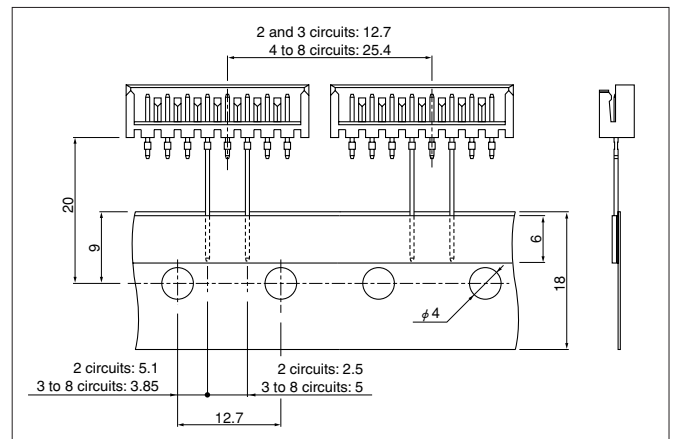 2 and 3 circuits: 12.7
4 to 8 circuits: 25.4
20
9
6
18
φ4
2 circuits: 5.1
3 to 8 circuits: 3.85
2 circuits: 2.5
3 to 8 circuits: 5
12.7